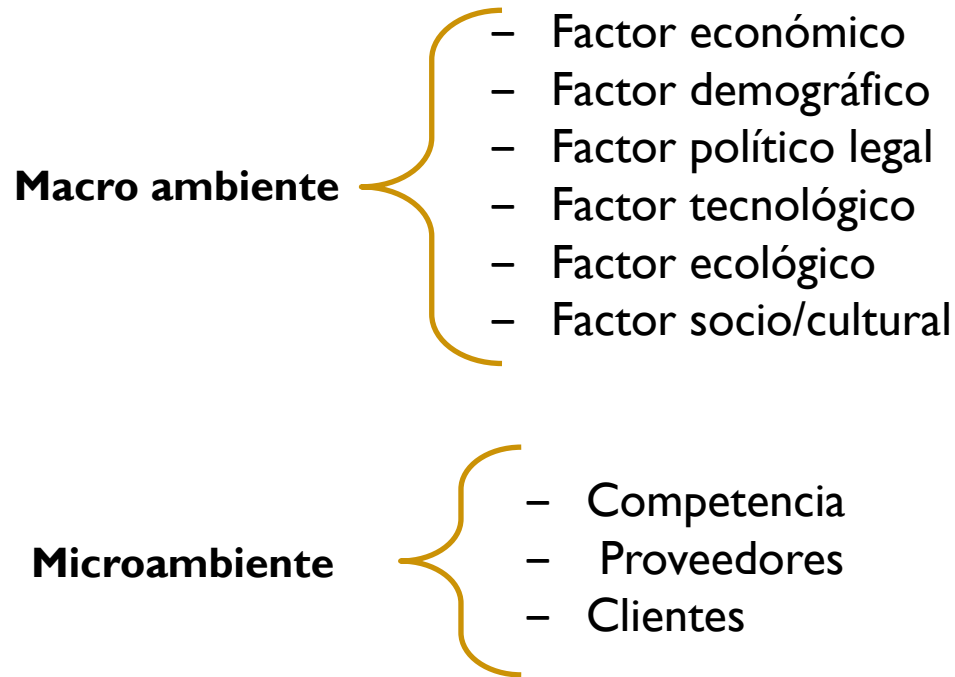 Macro ambiente
– Factor económico
– Factor demográfico
– Factor político legal
– Factor tecnológico
– Factor ecológico
– Factor socio/cultural
Microambiente
– Competencia
– Proveedores
– Clientes